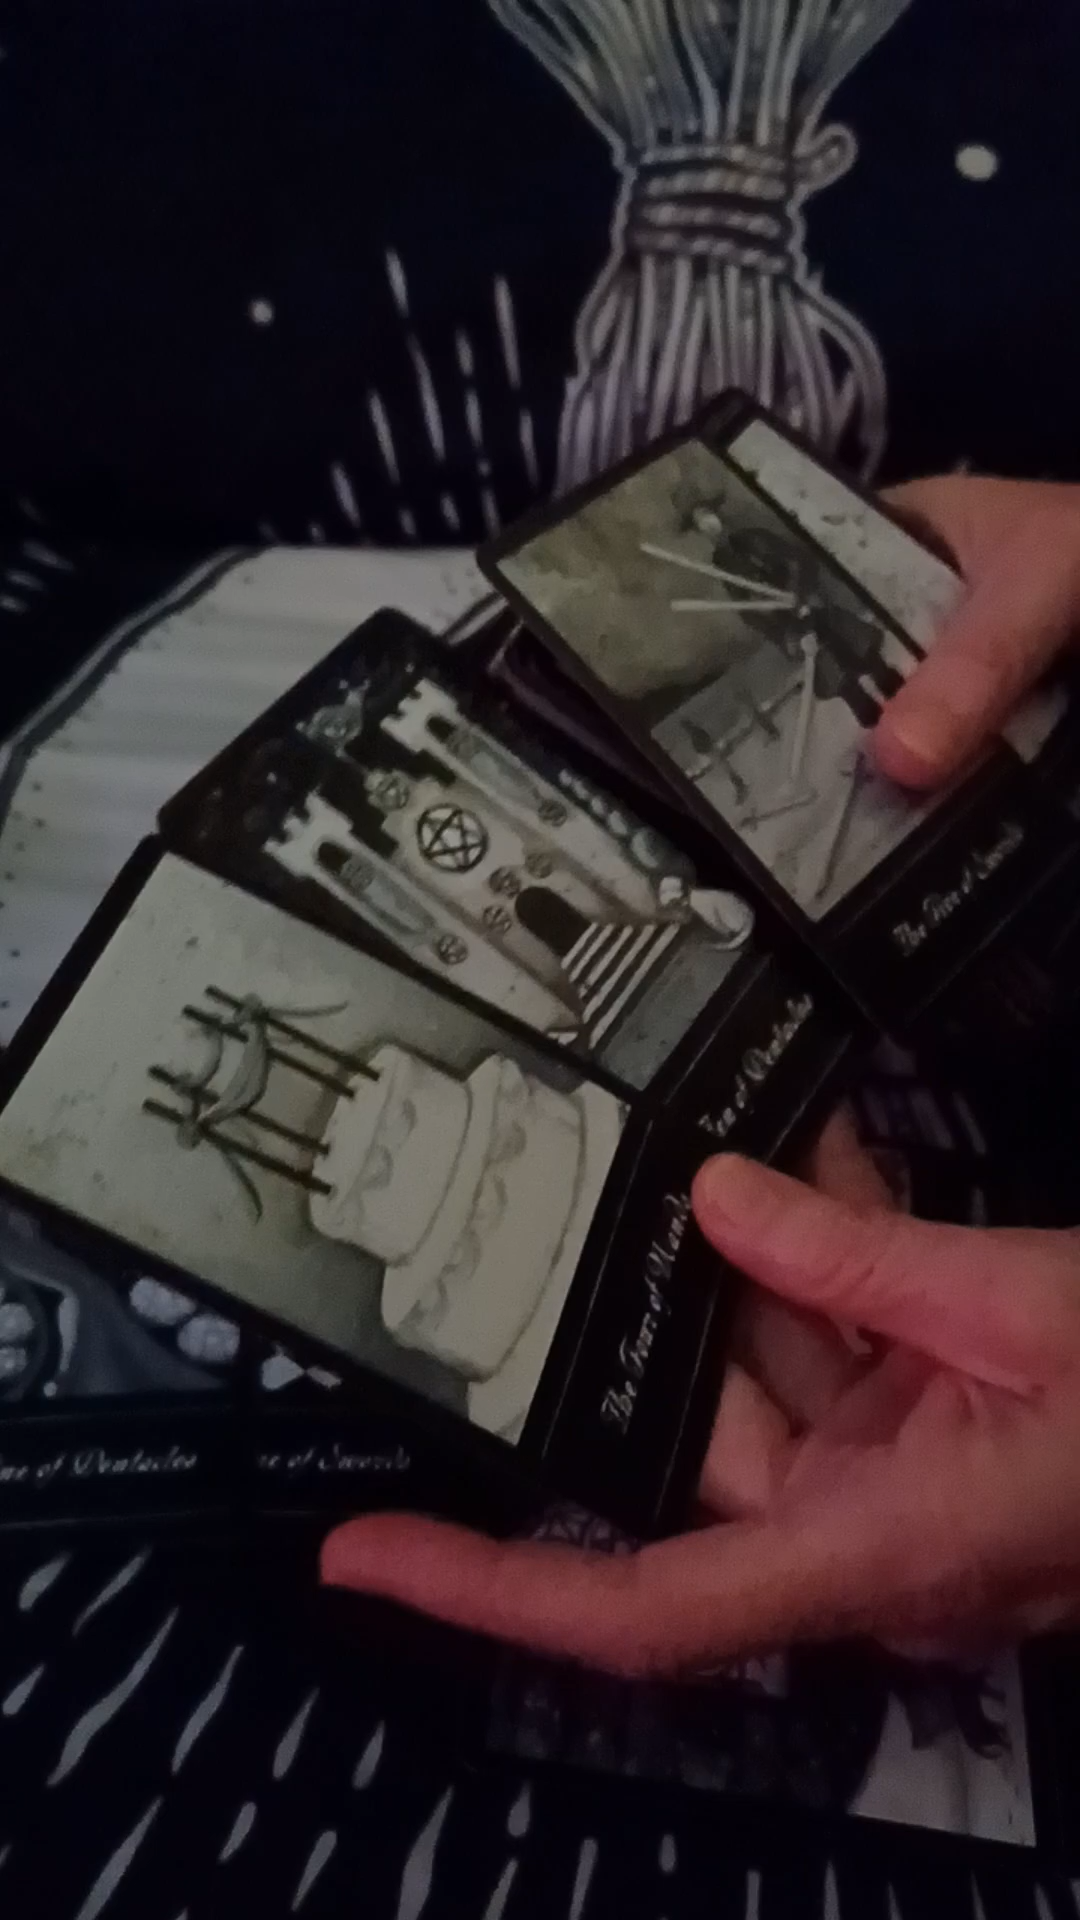 The Five of Swords
Ten of Pentacles
The Four of Wands
of Pentacles
of Swords